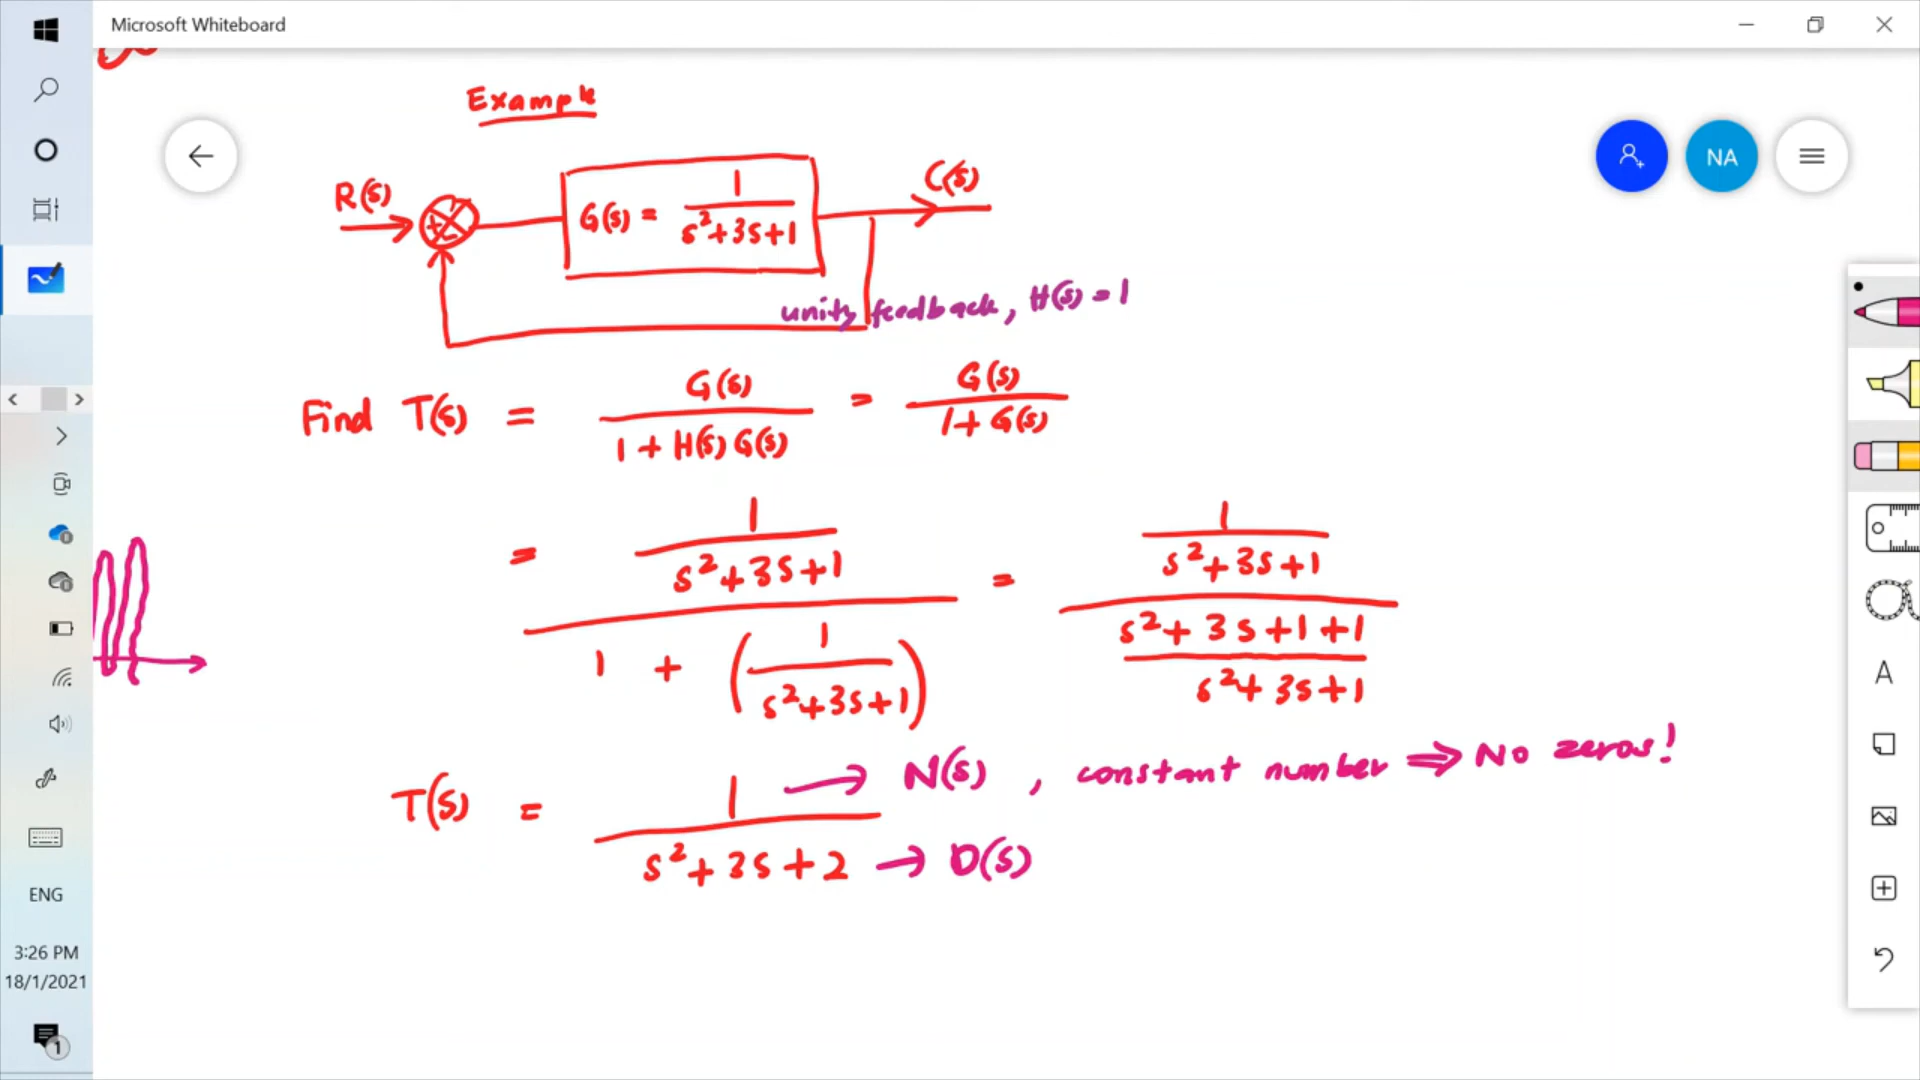 Microsoft Whiteboard
Example
R(s)
G(s) = 1 / s²+3s+1
C(s)
unity feedback, H(s) = 1
Find T(s) = G(s) / 1 + H(s) G(s) = G(s) / 1 + G(s)
= 1 / s²+3s+1 / 1 + (1 / s²+3s+1) = 1 / s²+3s+1 / s²+3s+1+1 / s²+3s+1
T(s) = 1 / s²+3s+2
→ N(s), constant number ⇒ No zeros!
→ D(s)
NA
A
ENG
3:26 PM
18/1/2021
1